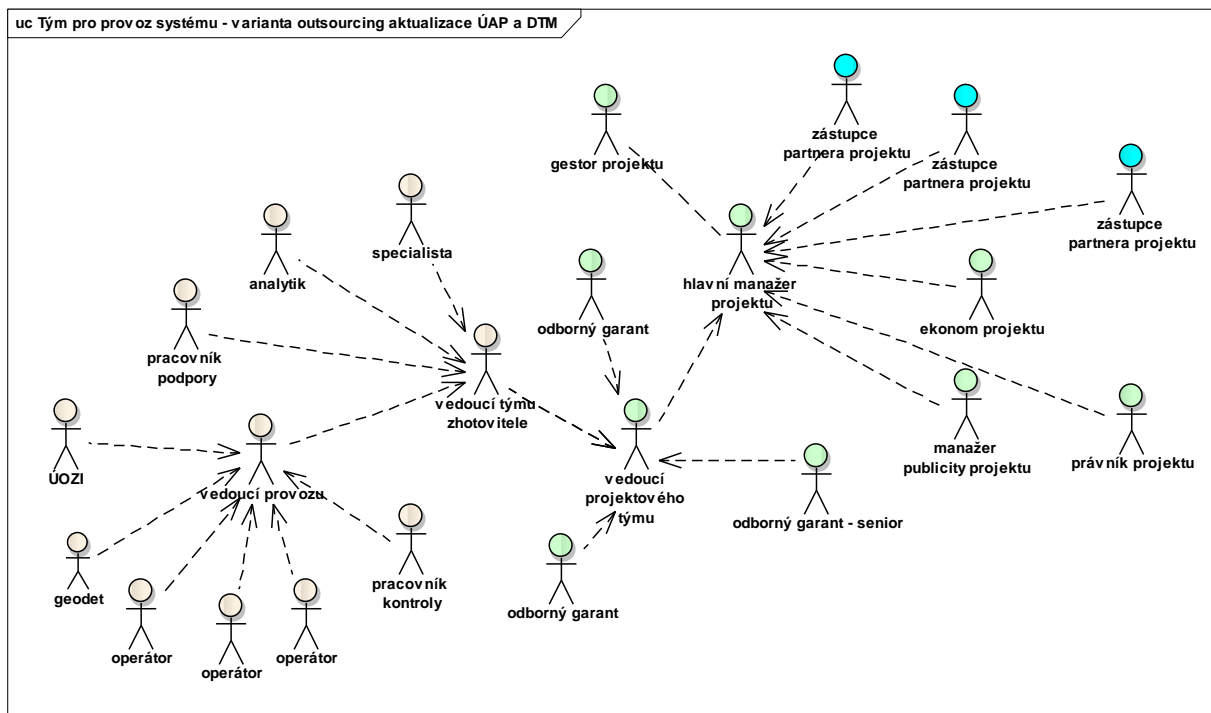 uc Tým pro provoz systému - varianta outsourcing aktualizace ÚAP a DTM
zástupce
partnera projektu
zástupce
partnera projektu
gestor projektu
zástupce
partnera projektu
specialista
analytik
hlavní manažer
projektu
odborný garant
ekonom projektu
pracovník
podpory
vedoucí týmu
zhotovitele
manažer
publicity projektu
právník projektu
ÚOZI
vedoucí provozu
vedoucí
projektového
týmu
odborný garant - senior
geodet
pracovník
kontroly
odborný garant
operátor
operátor
operátor